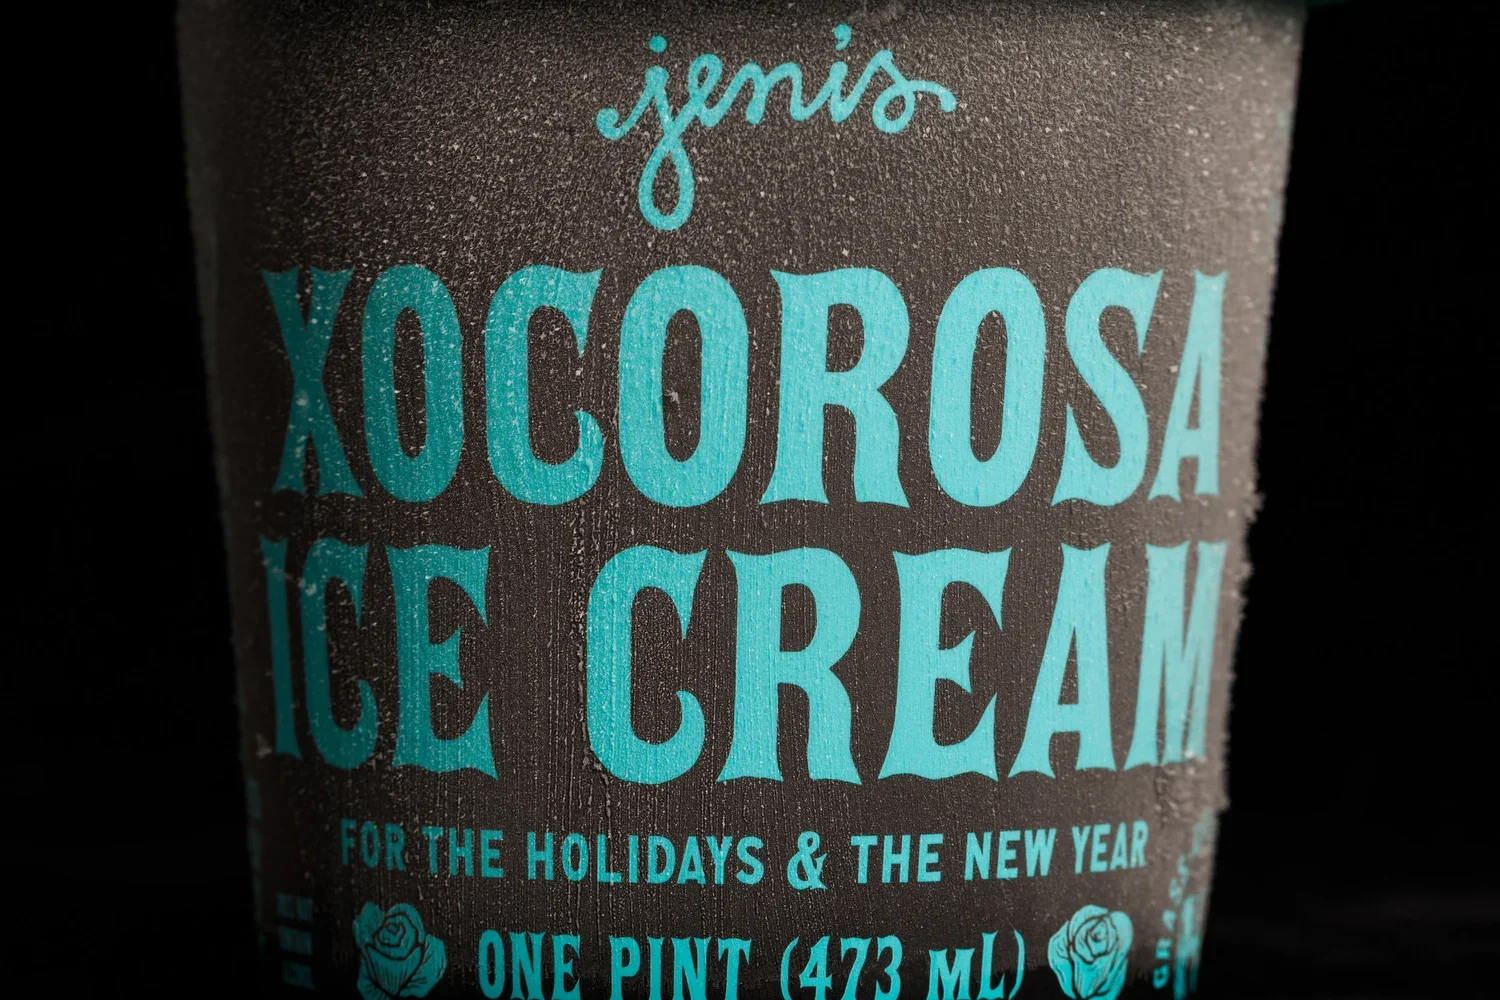 jeni's
XOCOROSA
ICE CREAM
FOR THE HOLIDAYS & THE NEW YEAR
ONE PINT (473 mL)